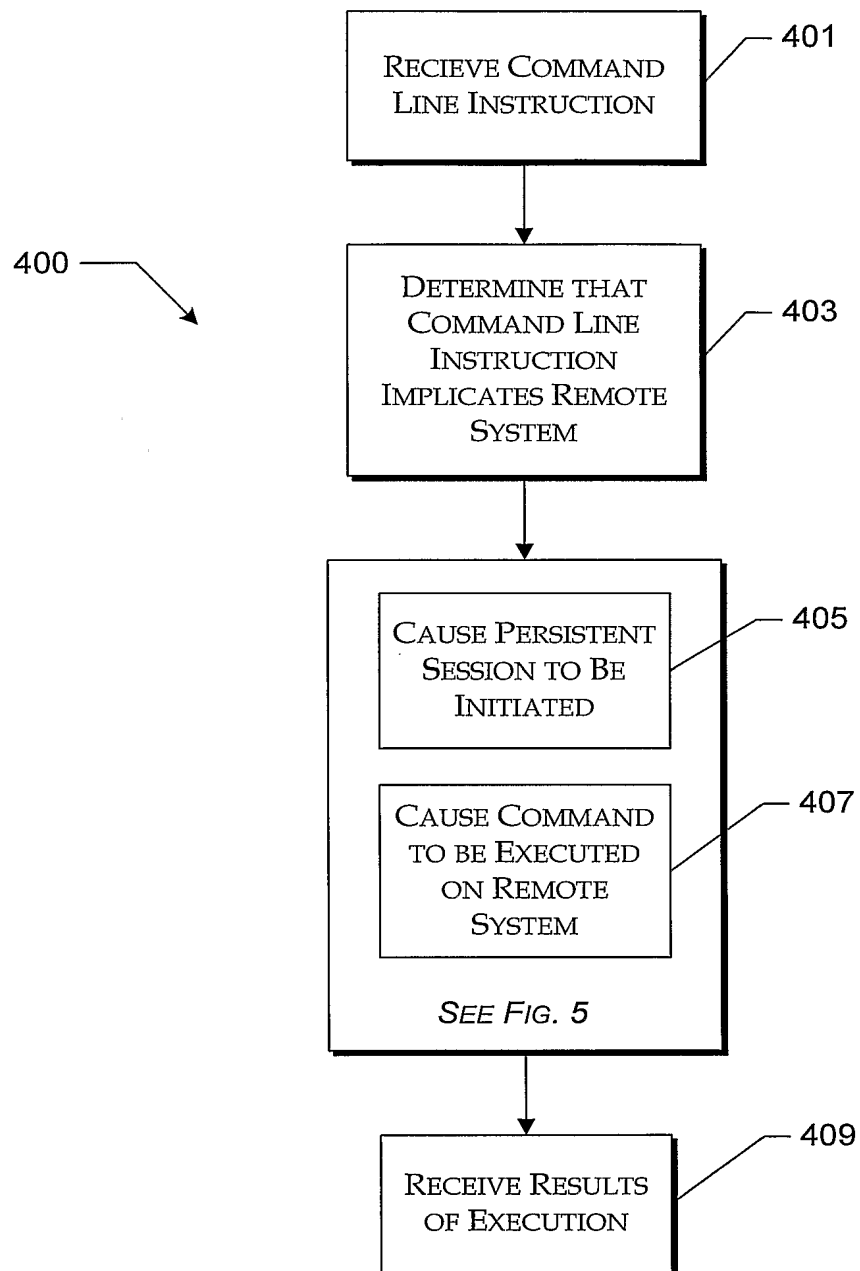 401
RECIEVE COMMAND
LINE INSTRUCTION
400
DETERMINE THAT
COMMAND LINE
INSTRUCTION
IMPLICATES REMOTE
SYSTEM
403
CAUSE PERSISTENT
SESSION TO BE
INITIATED
405
CAUSE COMMAND
TO BE EXECUTED
ON REMOTE
SYSTEM
407
SEE FIG. 5
RECEIVE RESULTS
OF EXECUTION
409